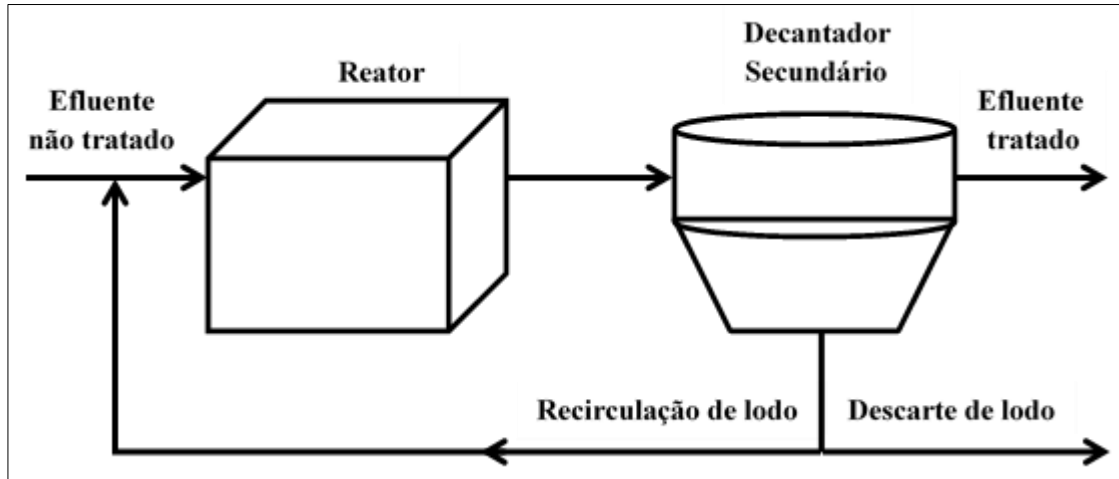 Efluente
não tratado
Reator
Decantador
Secundário
Efluente
tratado
Recirculação de lodo
Descarte de lodo